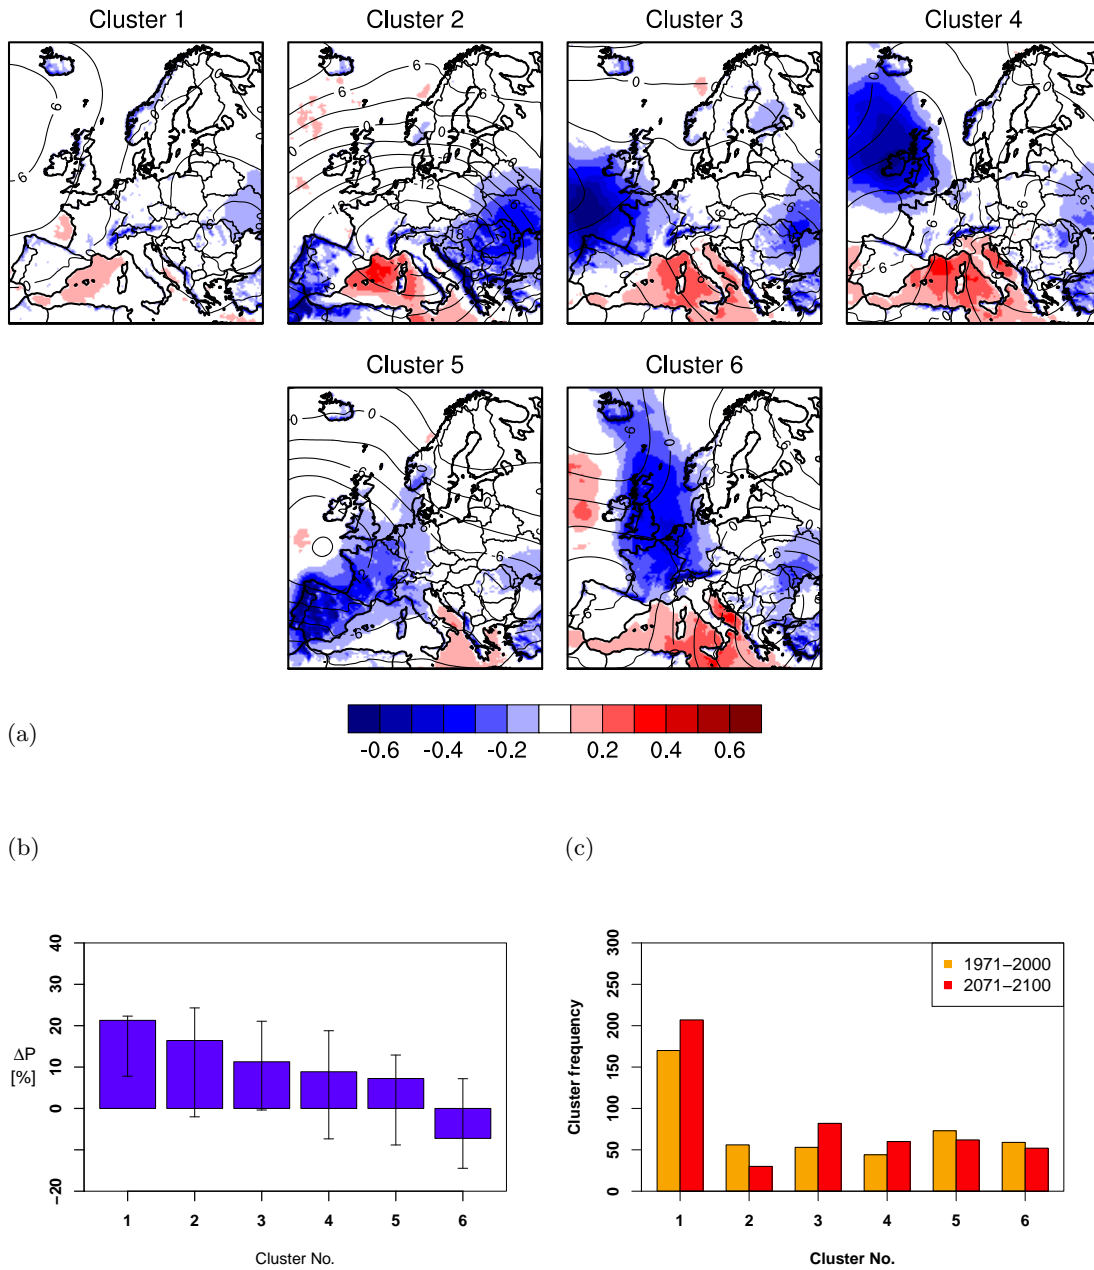 Cluster 1
Cluster 2
Cluster 3
Cluster 4
Cluster 5
Cluster 6
(a)
-0.6 -0.4 -0.2 0.2 0.4 0.6
(b)
(c)
40
30
20
10
0
−20
ΔP
[%]
1 2 3 4 5 6
Cluster No.
300
250
200
150
100
50
0
Cluster frequency
1971−2000
2071−2100
1 2 3 4 5 6
Cluster No.